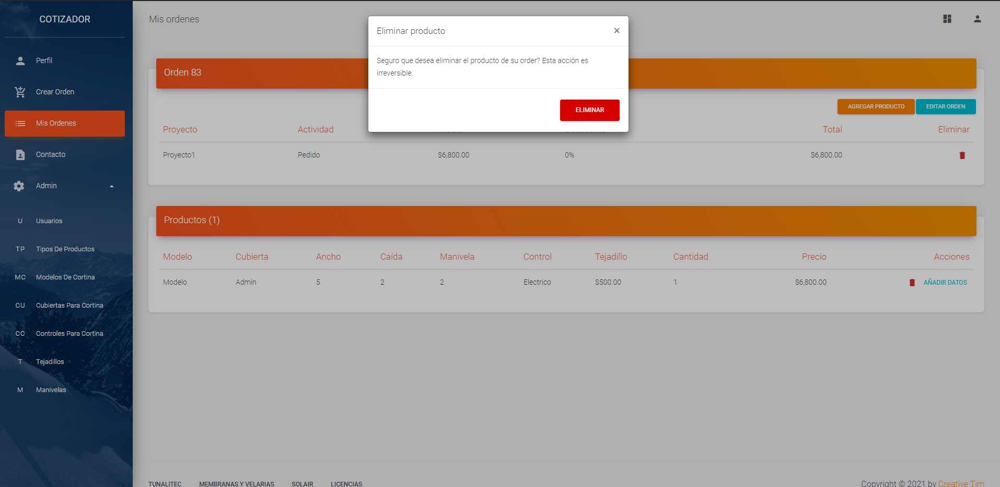 COTIZADOR
Perfil
Crear Orden
Mis Ordenes
Contacto
Admin
U Usuarios
TP Tipos De Productos
MC Modelos De Cortina
CU Cubiertas Para Cortina
CC Controles Para Cortina
T Tejadillos
M Manivelas
Mis ordenes
Eliminar producto ×
Seguro que desea eliminar el producto de su order? Esta acción es
irreversible.
ELIMINAR
Orden 83
AGREGAR PRODUCTO EDITAR ORDEN
Proyecto Actividad Total Eliminar
Proyecto1 Pedido $6,800.00 0% $6,800.00
Productos (1)
Modelo Cubierta Ancho Caída Manivela Control Tejadillo Cantidad Precio Acciones
Modelo Admin 5 2 2 Electrico $500.00 1 $6,800.00 AÑADIR DATOS
TUNALITEC MEMBRANAS Y VELARIAS SOLAIR LICENCIAS
Copyright © 2021 by Creative Tim